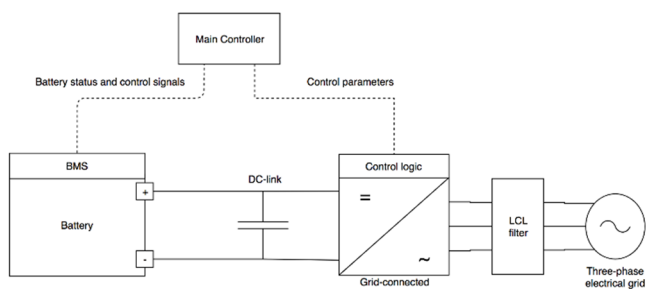 Main Controller
Battery status and control signals
Control parameters
BMS
DC-link
Control logic
+
=
Battery
LCL
filter
-
~
Grid-connected
Three-phase
electrical grid